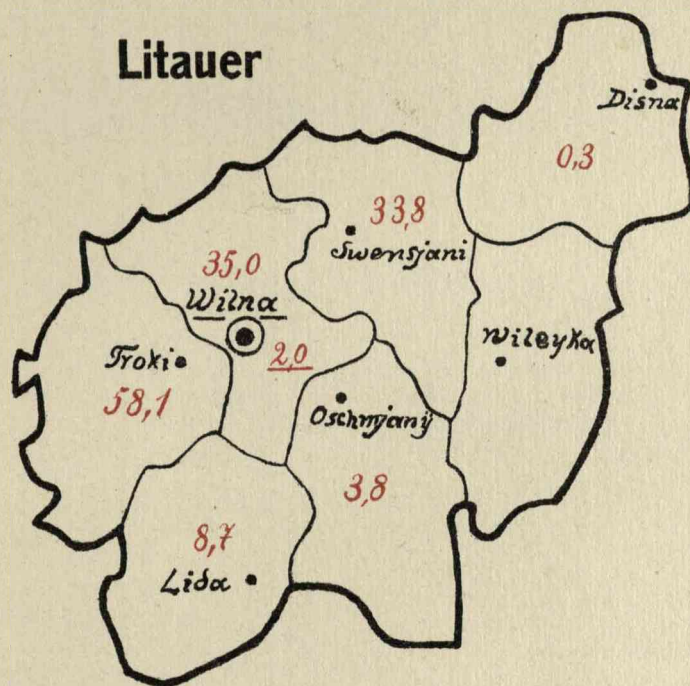 Litauer
Disna
0,3
33,8
Swensjani
35,0
Wilna
2,0
Wileyka
Troki
58,1
Oschmjanÿ
3,8
8,7
Lida